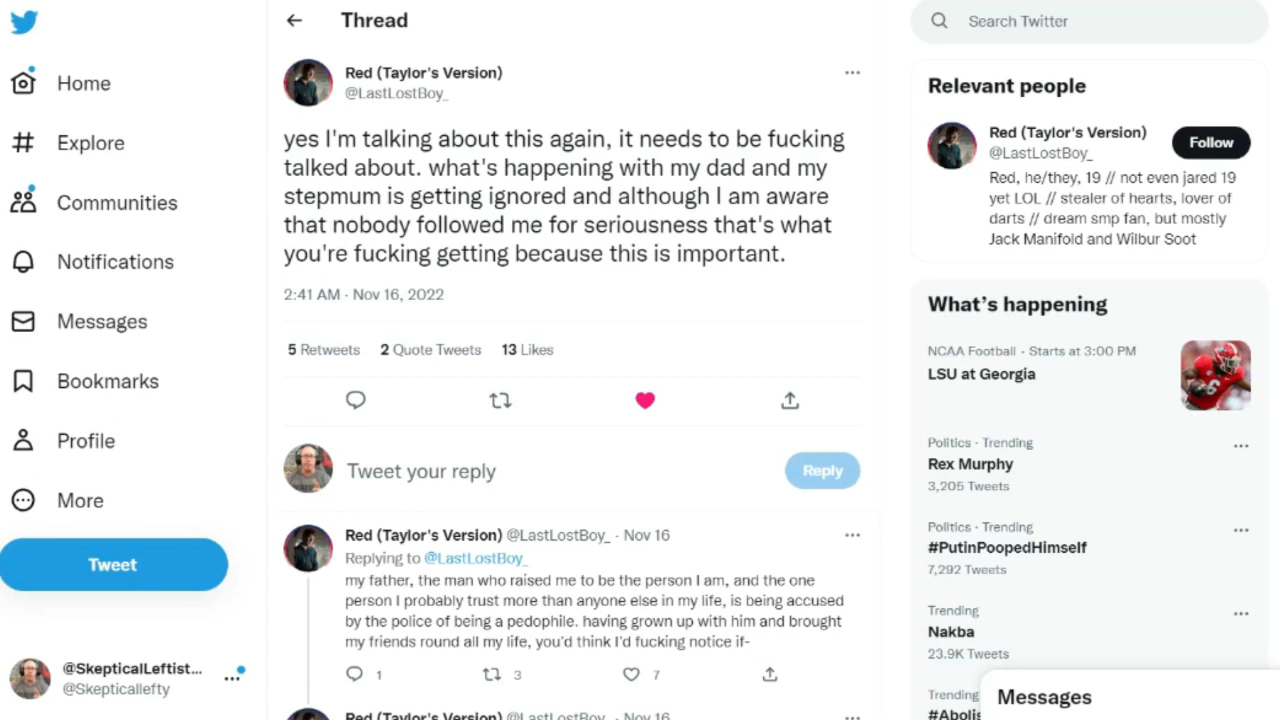 Home
Explore
Communities
Notifications
Messages
Bookmarks
Profile
More
Tweet
@SkepticalLeftist...
@Skepticallefty
Thread
Red (Taylor's Version)
@LastLostBoy_
yes I'm talking about this again, it needs to be fucking
talked about. what's happening with my dad and my
stepmum is getting ignored and although I am aware
that nobody followed me for seriousness that's what
you're fucking getting because this is important.
2:41 AM · Nov 16, 2022
5 Retweets 2 Quote Tweets 13 Likes
Tweet your reply
Reply
Red (Taylor's Version) @LastLostBoy_ · Nov 16
Replying to @LastLostBoy_
my father, the man who raised me to be the person I am, and the one
person I probably trust more than anyone else in my life, is being accused
by the police of being a pedophile. having grown up with him and brought
my friends round all my life, you'd think I'd fucking notice if-
1 3 7
Red (Taylor's Version) @LastLostBoy_ · Nov 16
Search Twitter
Relevant people
Red (Taylor's Version)
@LastLostBoy_
Follow
Red, he/they, 19 // not even jared 19
yet LOL // stealer of hearts, lover of
darts // dream smp fan, but mostly
Jack Manifold and Wilbur Soot
What's happening
NCAA Football · Starts at 3:00 PM
LSU at Georgia
Politics · Trending
Rex Murphy
3,205 Tweets
Politics · Trending
#PutinPoopedHimself
7,292 Tweets
Trending
Nakba
23.9K Tweets
Trending
#Abolis
Messages